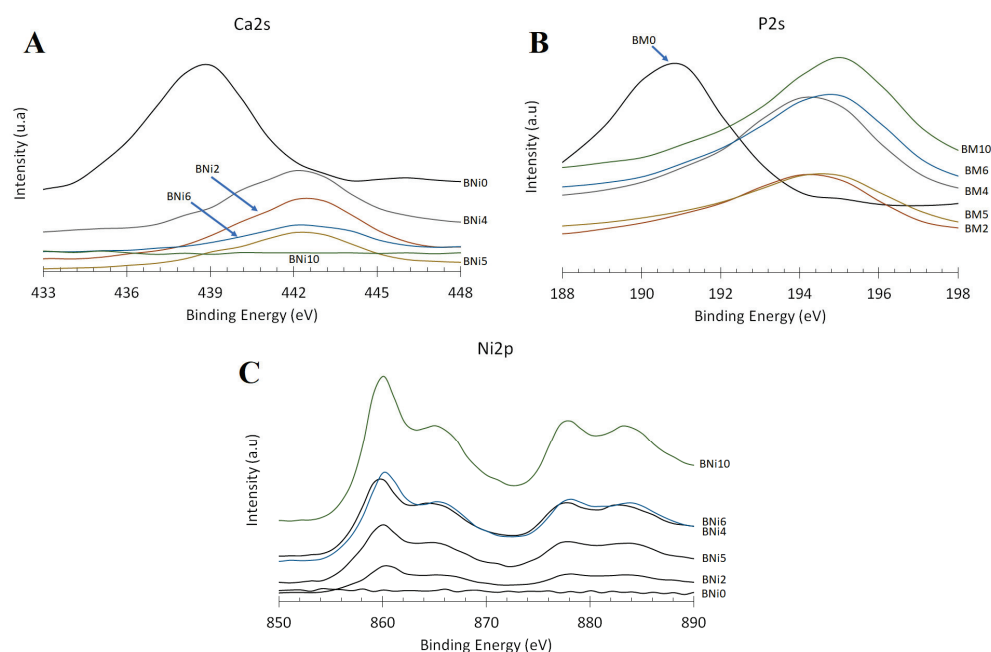 A
Ca2s
Intensity (u.a)
BNi2
BNi6
BNi0
BNi4
BNi10
BNi5
433 436 439 442 445 448
Binding Energy (eV)
B
P2s
BM0
Intensity (a.u)
BM10
BM6
BM4
BM5
BM2
188 190 192 194 196 198
Binding Energy (eV)
C
Ni2p
Intensity (a.u)
BNi10
BNi6
BNi4
BNi5
BNi2
BNi0
850 860 870 880 890
Binding Energy (eV)